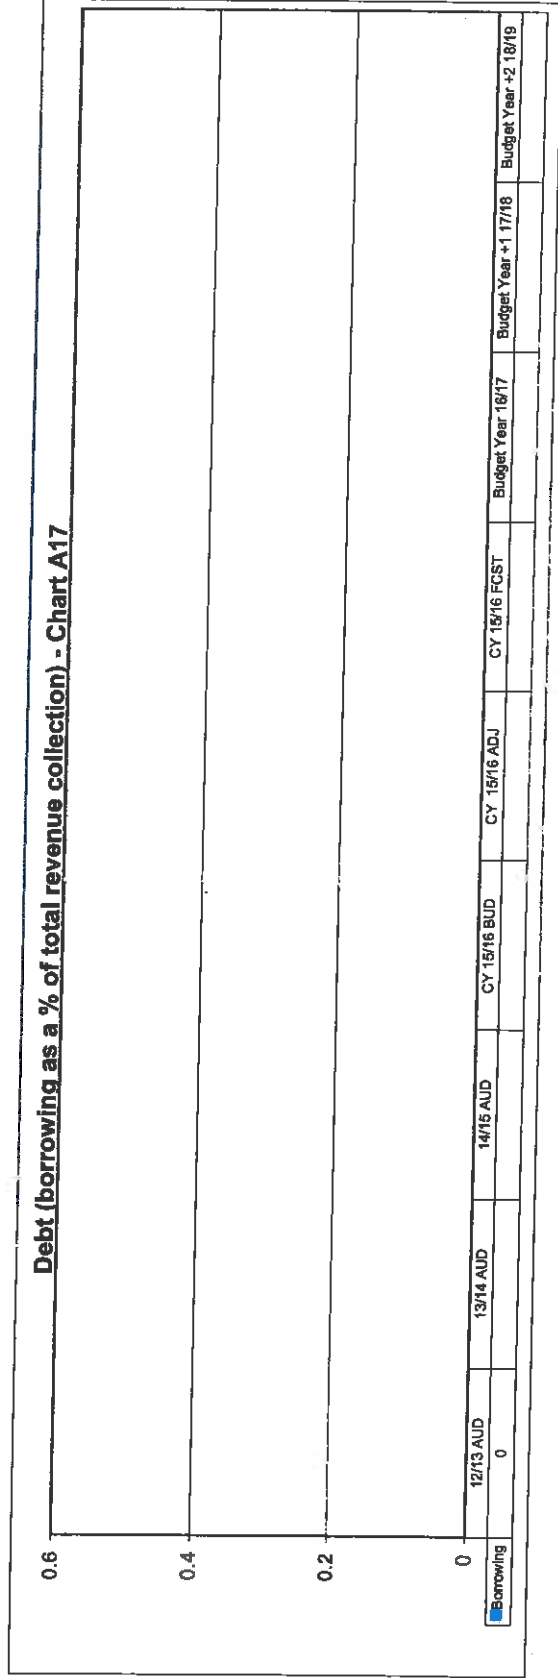 Debt (borrowing as a % of total revenue collection) - Chart A17
0.6
0.4
0.2
0
12/13 AUD 13/14 AUD 14/15 AUD CY 15/16 BUD CY 15/16 ADJ CY 15/16 FCST Budget Year 16/17 Budget Year +1 17/18 Budget Year +2 18/19
Borrowing 0